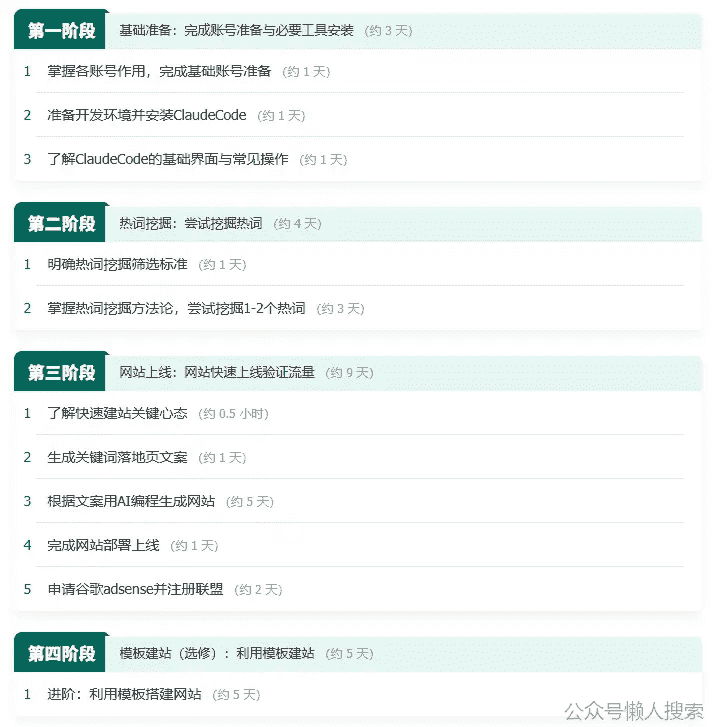 第一阶段 基础准备：完成账号准备与必要工具安装 (约 3 天)
1 掌握各账号作用，完成基础账号准备 (约 1 天)
2 准备开发环境并安装ClaudeCode (约 1 天)
3 了解ClaudeCode的基础界面与常见操作 (约 1 天)
第二阶段 热词挖掘：尝试挖掘热词 (约 4 天)
1 明确热词挖掘筛选标准 (约 1 天)
2 掌握热词挖掘方法论，尝试挖掘1-2个热词 (约 3 天)
第三阶段 网站上线：网站快速上线验证流量 (约 9 天)
1 了解快速建站关键心态 (约 0.5 小时)
2 生成关键词落地页文案 (约 1 天)
3 根据文案用AI编程生成网站 (约 5 天)
4 完成网站部署上线 (约 1 天)
5 申请谷歌adsense并注册联盟 (约 2 天)
第四阶段 模板建站（选修）：利用模板建站 (约 5 天)
1 进阶：利用模板搭建网站 (约 5 天)
公众号懒人搜索